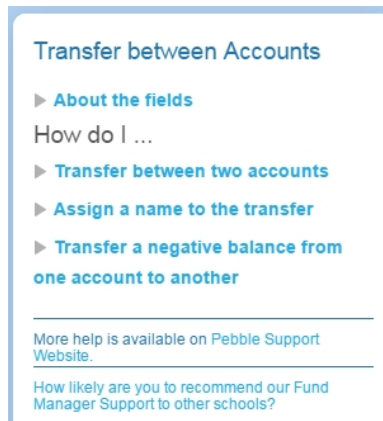 Transfer between Accounts
About the fields
How do I ...
Transfer between two accounts
Assign a name to the transfer
Transfer a negative balance from
one account to another
More help is available on Pebble Support
Website.
How likely are you to recommend our Fund
Manager Support to other schools?